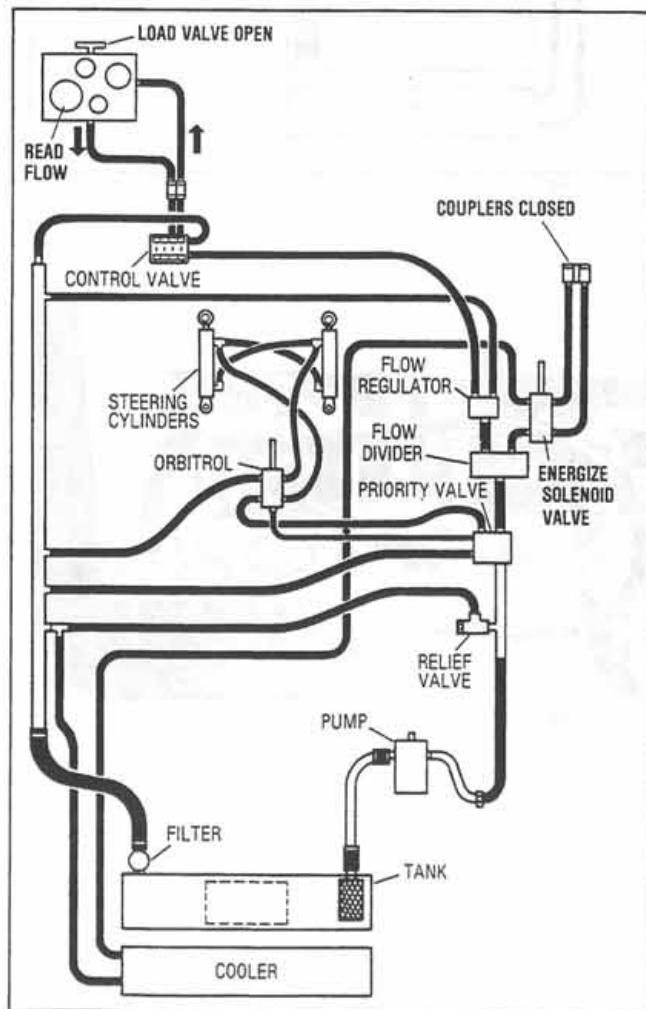 LOAD VALVE OPEN
READ
FLOW
COUPLERS CLOSED
CONTROL VALVE
STEERING
CYLINDERS
FLOW
REGULATOR
ORBITROL
FLOW
DIVIDER
ENERGIZE
SOLENOID
VALVE
PRIORITY VALVE
RELIEF
VALVE
PUMP
FILTER
TANK
COOLER